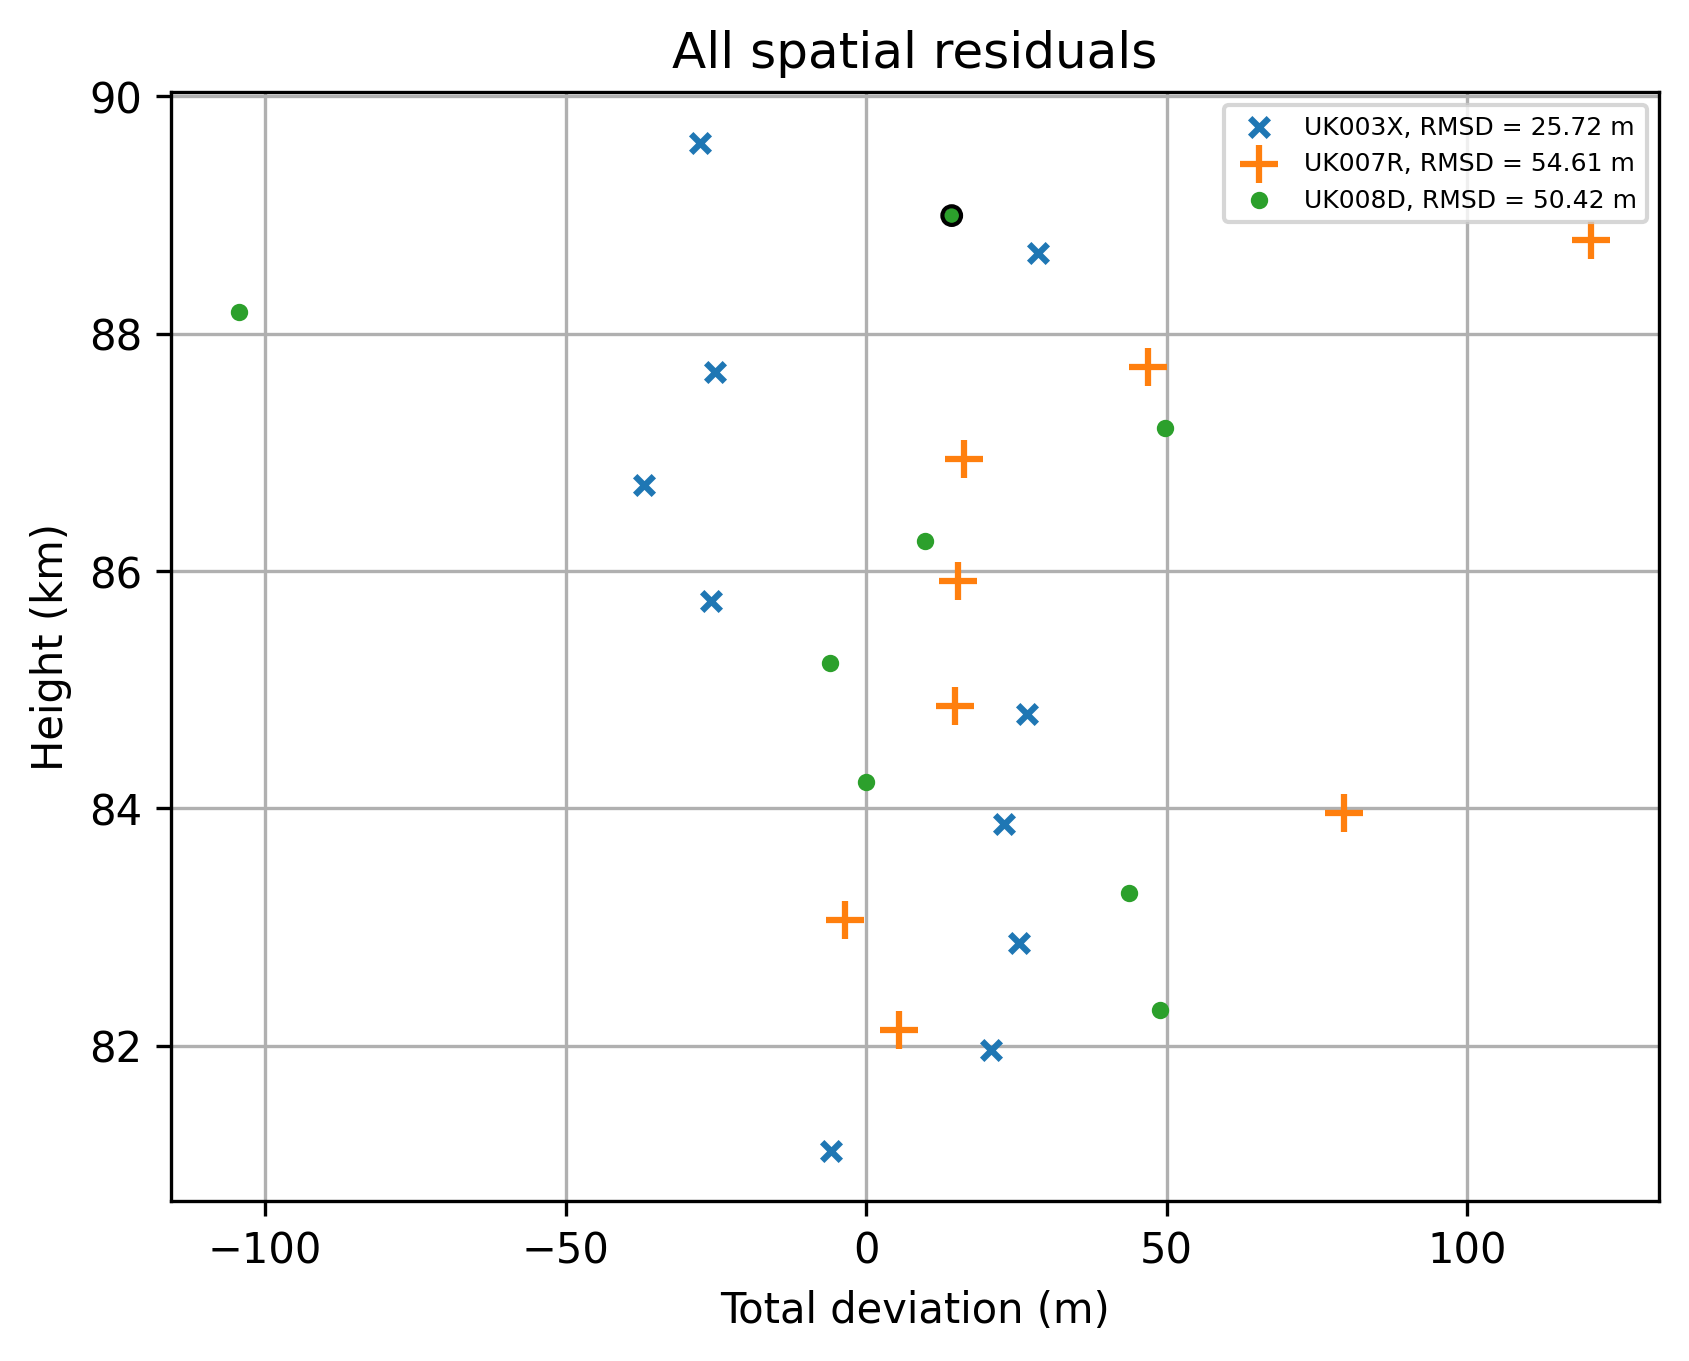 All spatial residuals
90
88
86
84
82
Height (km)
UK003X, RMSD = 25.72 m
UK007R, RMSD = 54.61 m
UK008D, RMSD = 50.42 m
−100
−50
0
50
100
Total deviation (m)